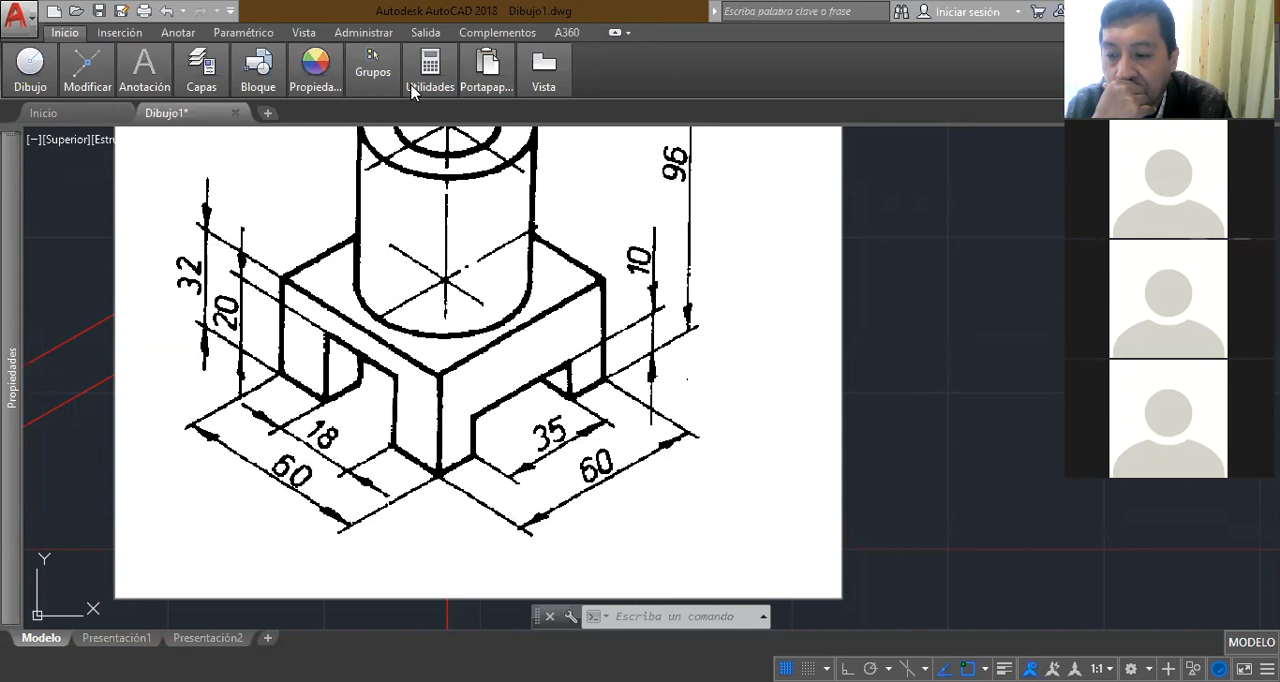 Autodesk AutoCAD 2018 Dibujo1.dwg
Escriba palabra clave o frase
Iniciar sesión
Inicio Inserción Anotar Paramétrico Vista Administrar Salida Complementos A360
Grupos
Dibujo Modificar Anotación Capas Bloque Propieda... Utilidades Portapap... Vista
Inicio Dibujo1*
[−][Superior][Estru
96
32
20
10
18
60
35
60
Propiedades
Y
X
Escriba un comando
Modelo Presentación1 Presentación2
MODELO
1:1